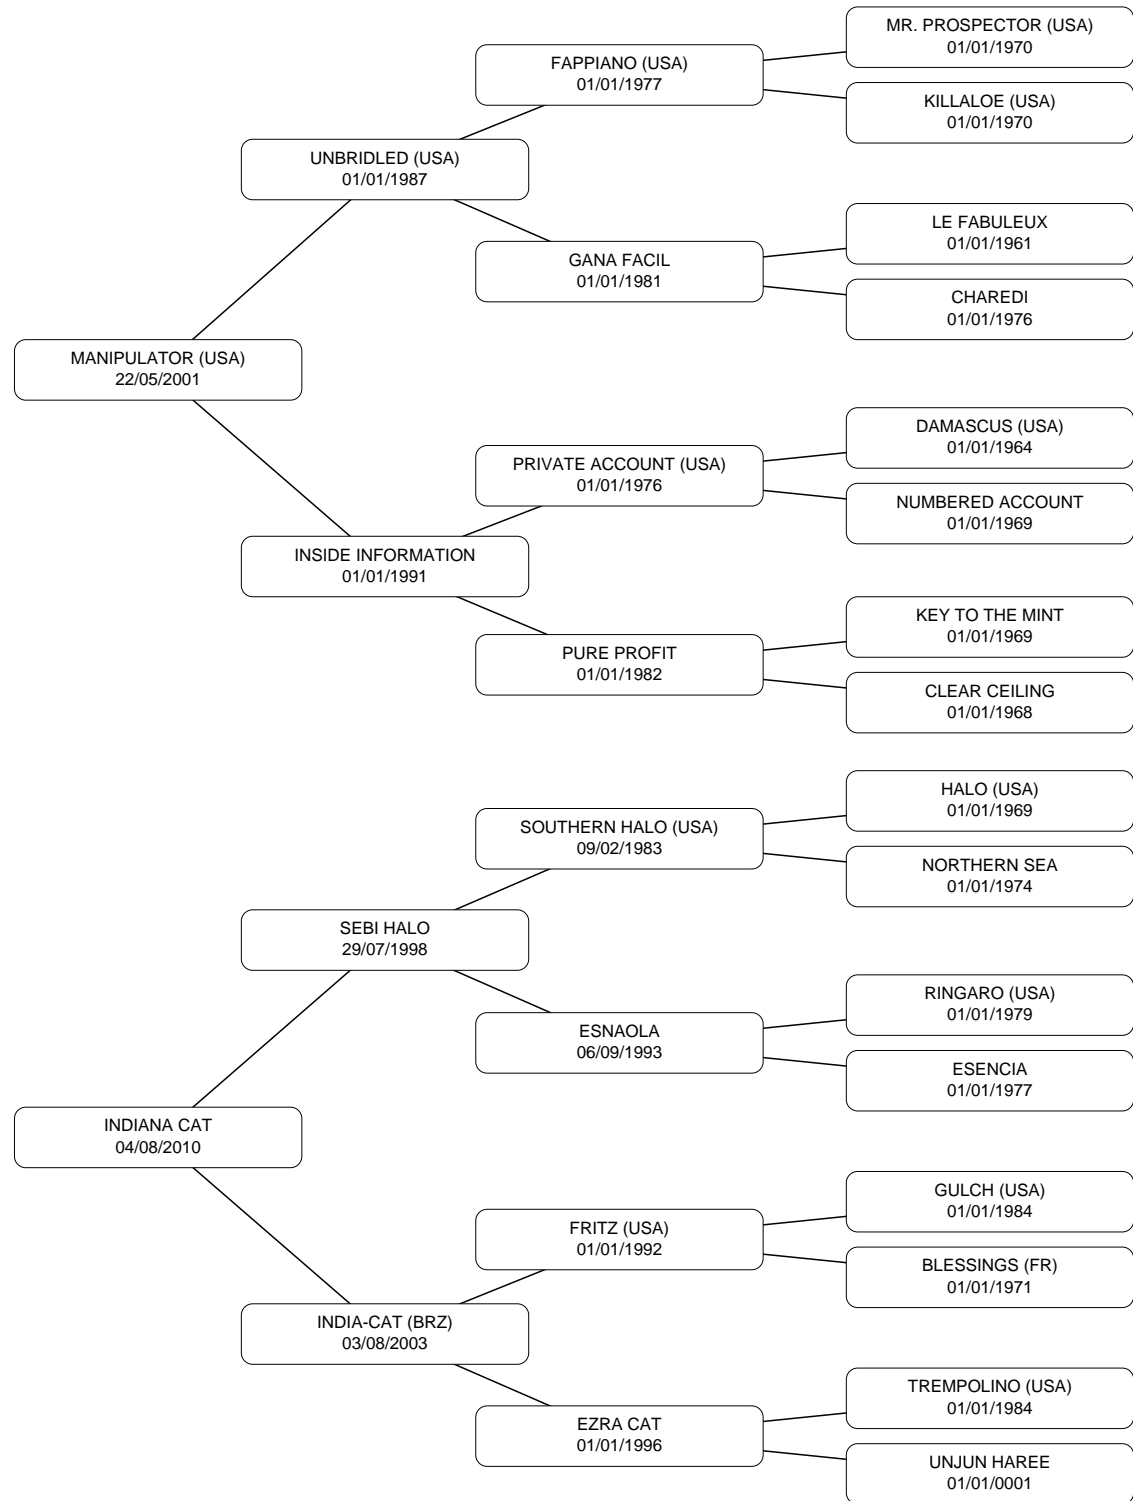 MR. PROSPECTOR (USA)
01/01/1970
FAPPIANO (USA)
01/01/1977
KILLALOE (USA)
01/01/1970
UNBRIDLED (USA)
01/01/1987
LE FABULEUX
01/01/1961
GANA FACIL
01/01/1981
CHAREDI
01/01/1976
MANIPULATOR (USA)
22/05/2001
DAMASCUS (USA)
01/01/1964
PRIVATE ACCOUNT (USA)
01/01/1976
NUMBERED ACCOUNT
01/01/1969
INSIDE INFORMATION
01/01/1991
KEY TO THE MINT
01/01/1969
PURE PROFIT
01/01/1982
CLEAR CEILING
01/01/1968
HALO (USA)
01/01/1969
SOUTHERN HALO (USA)
09/02/1983
NORTHERN SEA
01/01/1974
SEBI HALO
29/07/1998
RINGARO (USA)
01/01/1979
ESNAOLA
06/09/1993
ESENCIA
01/01/1977
INDIANA CAT
04/08/2010
GULCH (USA)
01/01/1984
FRITZ (USA)
01/01/1992
BLESSINGS (FR)
01/01/1971
INDIA-CAT (BRZ)
03/08/2003
TREMPOLINO (USA)
01/01/1984
EZRA CAT
01/01/1996
UNJUN HAREE
01/01/0001